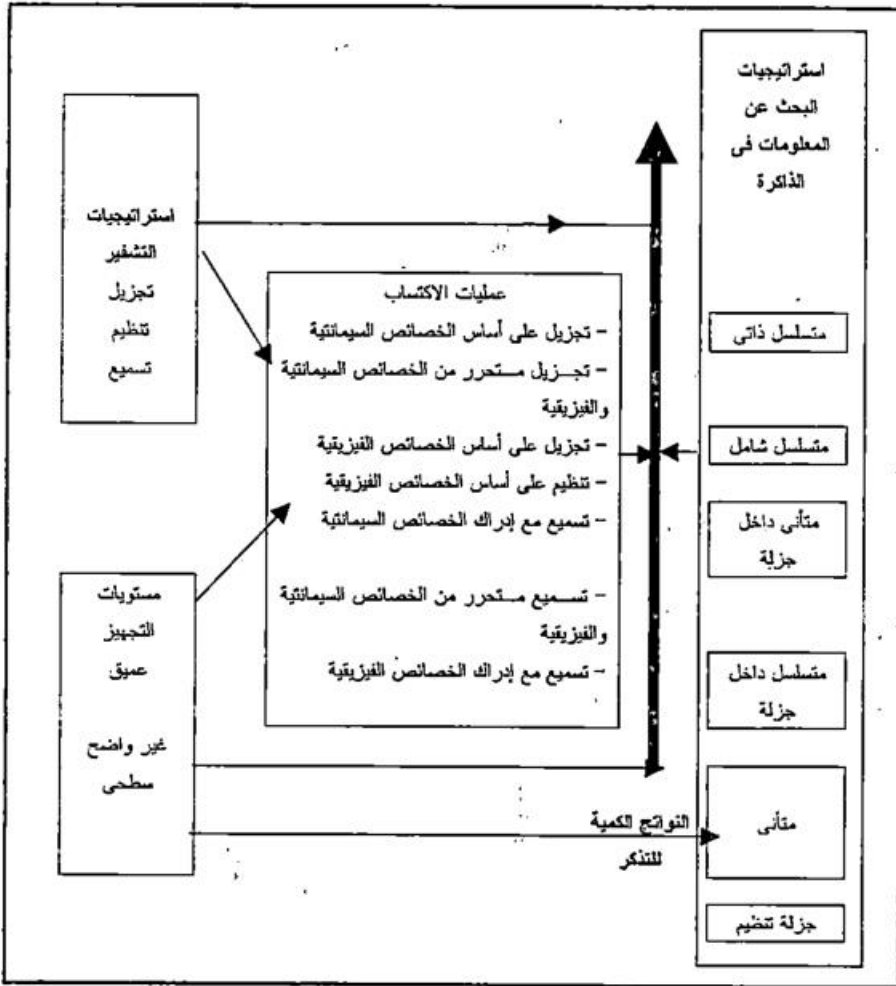 استراتيجيات
البحث عن
المعلومات فى
الذاكرة
متسلسل ذاتى
متسلسل شامل
متأنى داخل
جزلة
متسلسل داخل
جزلة
متأنى
جزلة تنظيم
عمليات الاكتساب
- تجزيل على أساس الخصائص السيمانتية
- تجـزيل مـتحرر من الخصائص السيمانتية
والفيزيقية
- تجزيل على أساس الخصائص الفيزيقية
- تنظيم على أساس الخصائص الفيزيقية
- تسميع مع إدراك الخصائص السيمانتية
- تسـميع مـتحرر من الخصائص السيمانتية
والفيزيقية
- تسميع مع إدراك الخصائص الفيزيقية
النواتج الكمية
للتذكر
استراتيجيات
التشفير
تجزيل
تنظيم
تسميع
مستويات
التجهيز
عميق
غير واضح
سطحى